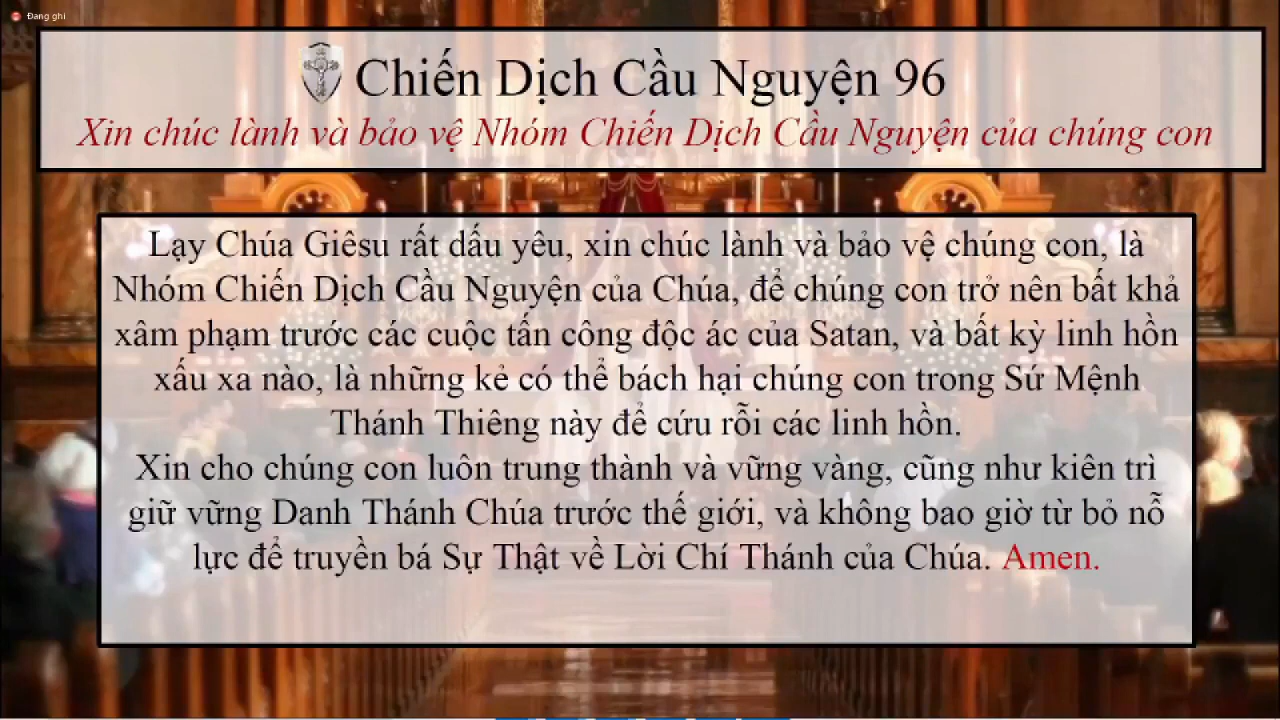 Đang ghi
Chiến Dịch Cầu Nguyện 96
Xin chúc lành và bảo vệ Nhóm Chiến Dịch Cầu Nguyện của chúng con
Lạy Chúa Giêsu rất dấu yêu, xin chúc lành và bảo vệ chúng con, là
Nhóm Chiến Dịch Cầu Nguyện của Chúa, để chúng con trở nên bất khả
xâm phạm trước các cuộc tấn công độc ác của Satan, và bất kỳ linh hồn
xấu xa nào, là những kẻ có thể bách hại chúng con trong Sứ Mệnh
Thánh Thiêng này để cứu rỗi các linh hồn.
Xin cho chúng con luôn trung thành và vững vàng, cũng như kiên trì
giữ vững Danh Thánh Chúa trước thế giới, và không bao giờ từ bỏ nỗ
lực để truyền bá Sự Thật về Lời Chí Thánh của Chúa. Amen.